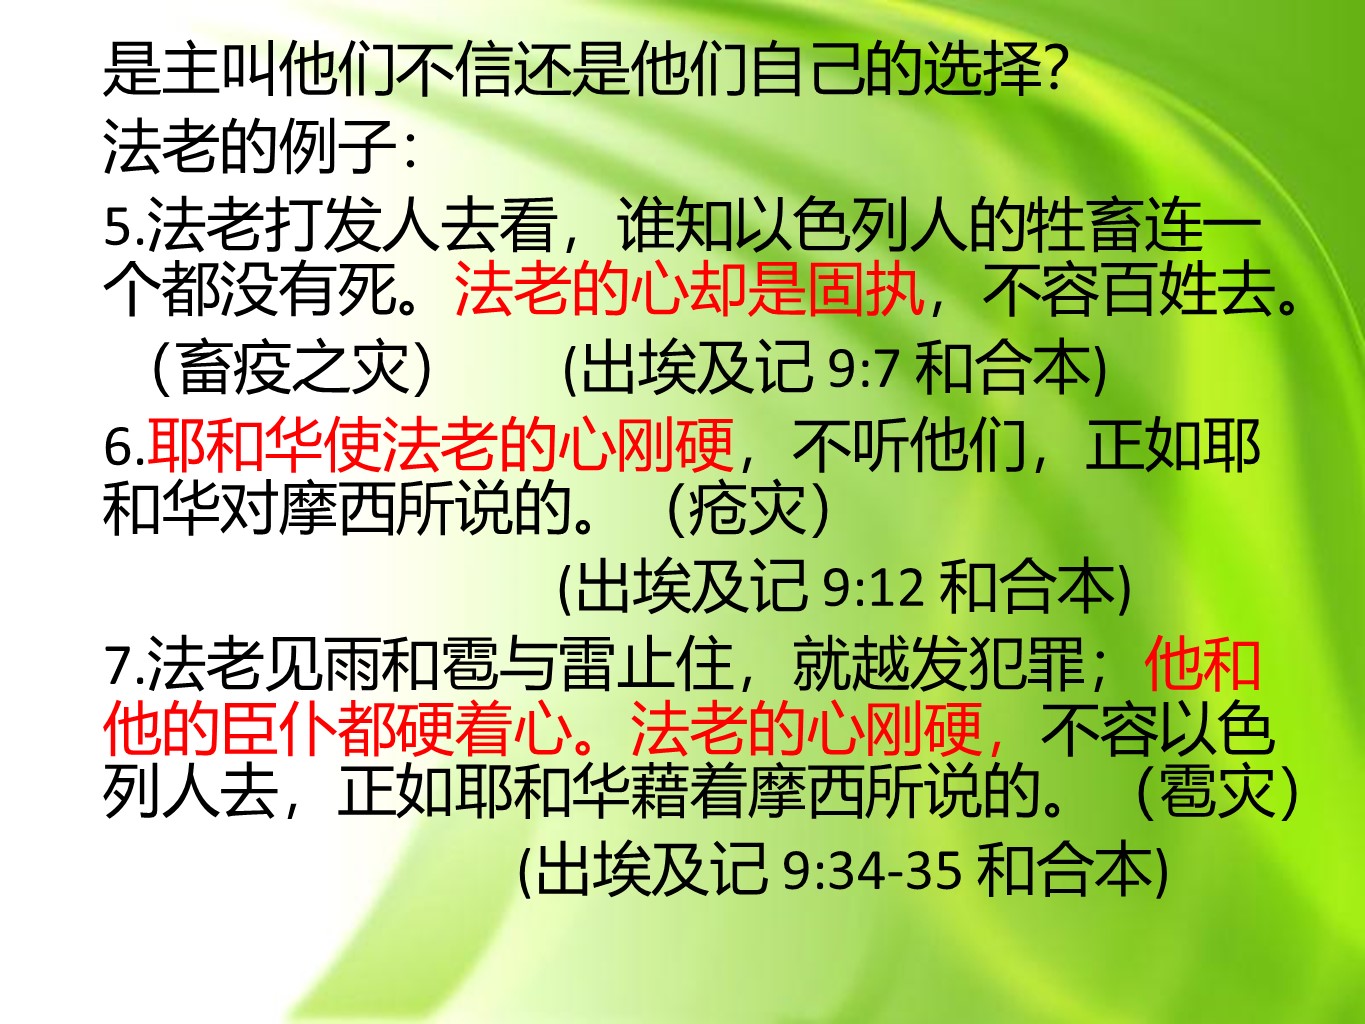 是主叫他们不信还是他们自己的选择?
法老的例子：
5.法老打发人去看，谁知以色列人的牲畜连一
个都没有死。法老的心却是固执，不容百姓去。
（畜疫之灾） (出埃及记 9:7 和合本)
6.耶和华使法老的心刚硬，不听他们，正如耶
和华对摩西所说的。（疮灾）
(出埃及记 9:12 和合本)
7.法老见雨和雹与雷止住，就越发犯罪；他和
他的臣仆都硬着心。法老的心刚硬，不容以色
列人去，正如耶和华藉着摩西所说的。（雹灾）
(出埃及记 9:34-35 和合本)